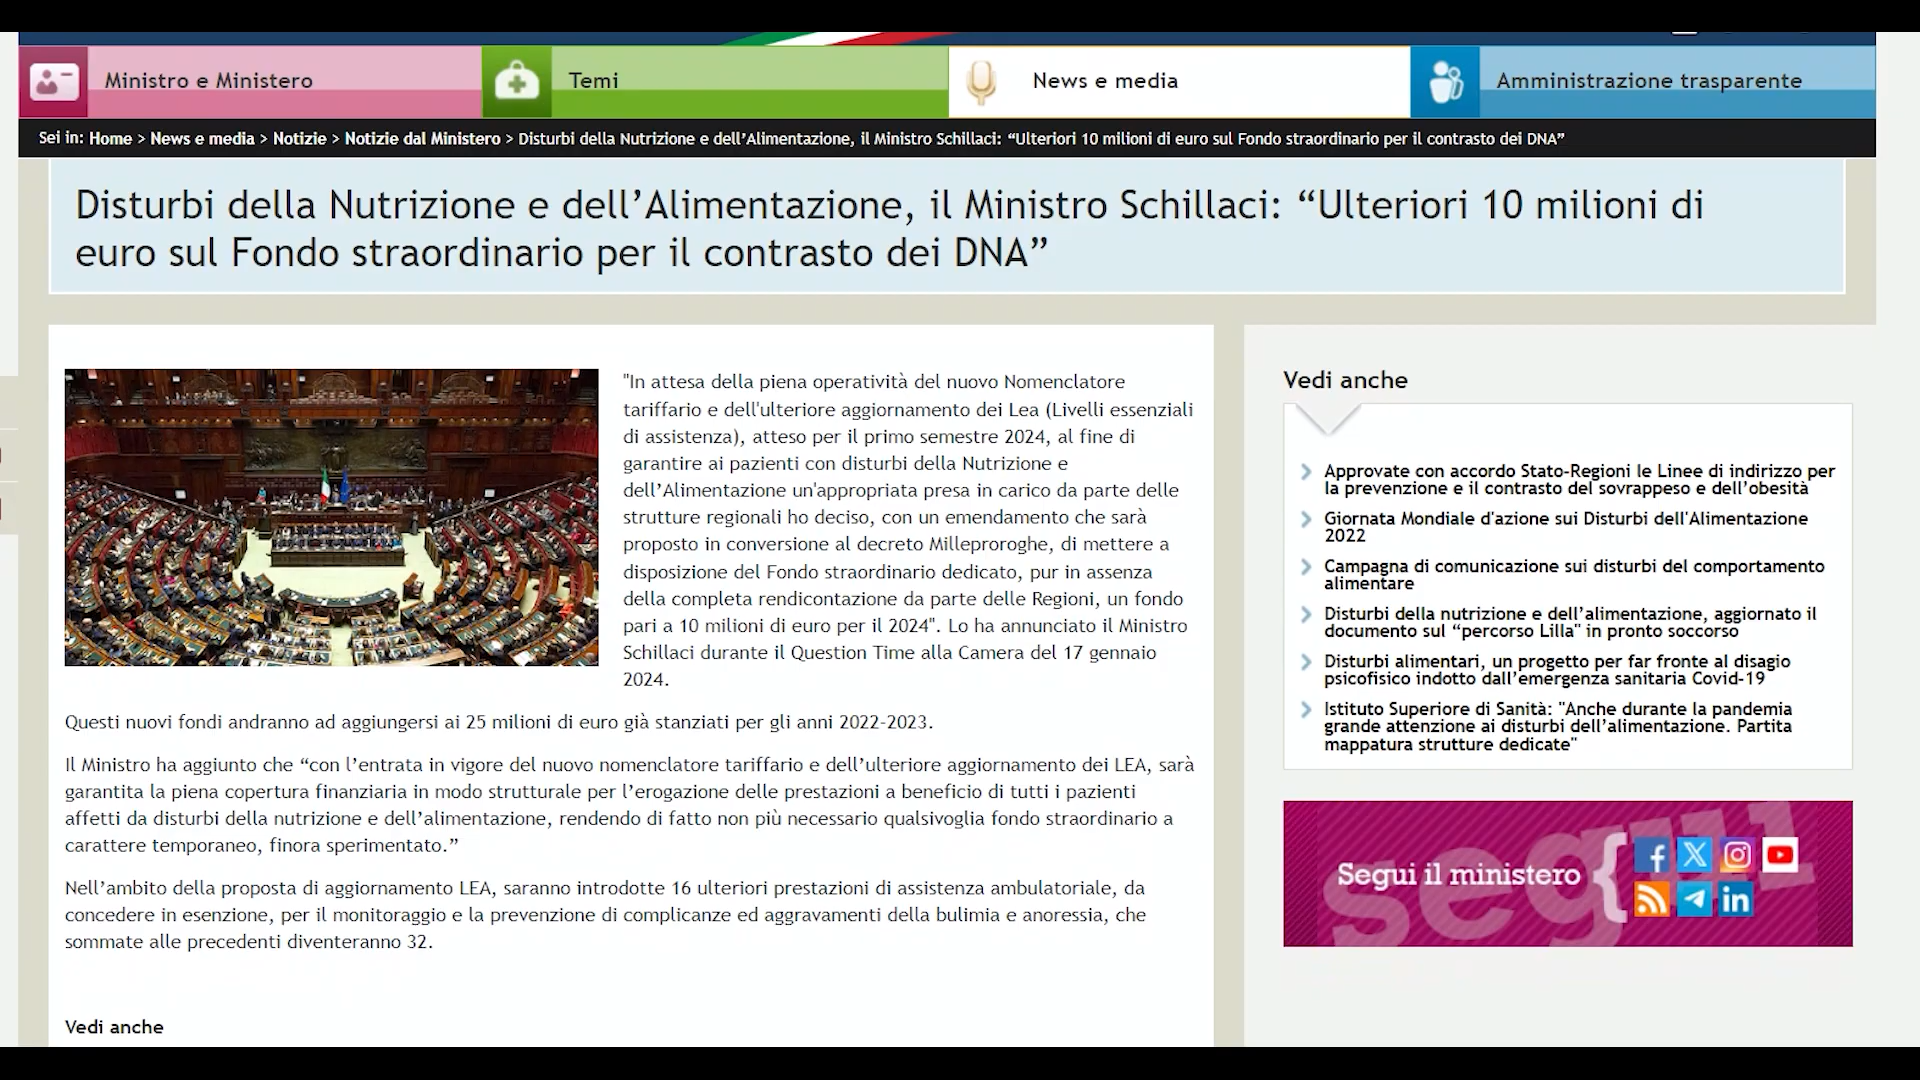 Ministro e Ministero
Temi
News e media
Amministrazione trasparente
Sei in: Home > News e media > Notizie > Notizie dal Ministero > Disturbi della Nutrizione e dell’Alimentazione, il Ministro Schillaci: “Ulteriori 10 milioni di euro sul Fondo straordinario per il contrasto dei DNA”
Disturbi della Nutrizione e dell’Alimentazione, il Ministro Schillaci: “Ulteriori 10 milioni di
euro sul Fondo straordinario per il contrasto dei DNA”
"In attesa della piena operatività del nuovo Nomenclatore
tariffario e dell'ulteriore aggiornamento dei Lea (Livelli essenziali
di assistenza), atteso per il primo semestre 2024, al fine di
garantire ai pazienti con disturbi della Nutrizione e
dell’Alimentazione un'appropriata presa in carico da parte delle
strutture regionali ho deciso, con un emendamento che sarà
proposto in conversione al decreto Milleproroghe, di mettere a
disposizione del Fondo straordinario dedicato, pur in assenza
della completa rendicontazione da parte delle Regioni, un fondo
pari a 10 milioni di euro per il 2024". Lo ha annunciato il Ministro
Schillaci durante il Question Time alla Camera del 17 gennaio
2024.
Questi nuovi fondi andranno ad aggiungersi ai 25 milioni di euro già stanziati per gli anni 2022-2023.
Il Ministro ha aggiunto che “con l’entrata in vigore del nuovo nomenclatore tariffario e dell’ulteriore aggiornamento dei LEA, sarà
garantita la piena copertura finanziaria in modo strutturale per l’erogazione delle prestazioni a beneficio di tutti i pazienti
affetti da disturbi della nutrizione e dell’alimentazione, rendendo di fatto non più necessario qualsivoglia fondo straordinario a
carattere temporaneo, finora sperimentato.”
Nell’ambito della proposta di aggiornamento LEA, saranno introdotte 16 ulteriori prestazioni di assistenza ambulatoriale, da
concedere in esenzione, per il monitoraggio e la prevenzione di complicanze ed aggravamenti della bulimia e anoressia, che
sommate alle precedenti diventeranno 32.
Vedi anche
Vedi anche
Approvate con accordo Stato-Regioni le Linee di indirizzo per
la prevenzione e il contrasto del sovrappeso e dell’obesità
Giornata Mondiale d'azione sui Disturbi dell'Alimentazione
2022
Campagna di comunicazione sui disturbi del comportamento
alimentare
Disturbi della nutrizione e dell’alimentazione, aggiornato il
documento sul “percorso Lilla" in pronto soccorso
Disturbi alimentari, un progetto per far fronte al disagio
psicofisico indotto dall’emergenza sanitaria Covid-19
Istituto Superiore di Sanità: "Anche durante la pandemia
grande attenzione ai disturbi dell’alimentazione. Partita
mappatura strutture dedicate"
Segui il ministero
segui